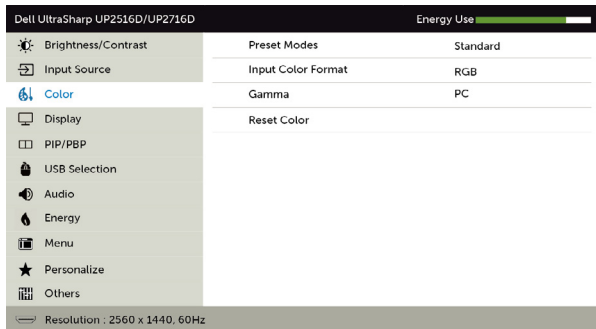 Dell UltraSharp UP2516D/UP2716D Energy Use
Brightness/Contrast Preset Modes Standard
Input Source Input Color Format RGB
Color Gamma PC
Display Reset Color
PIP/PBP
USB Selection
Audio
Energy
Menu
Personalize
Others
Resolution : 2560 x 1440, 60Hz